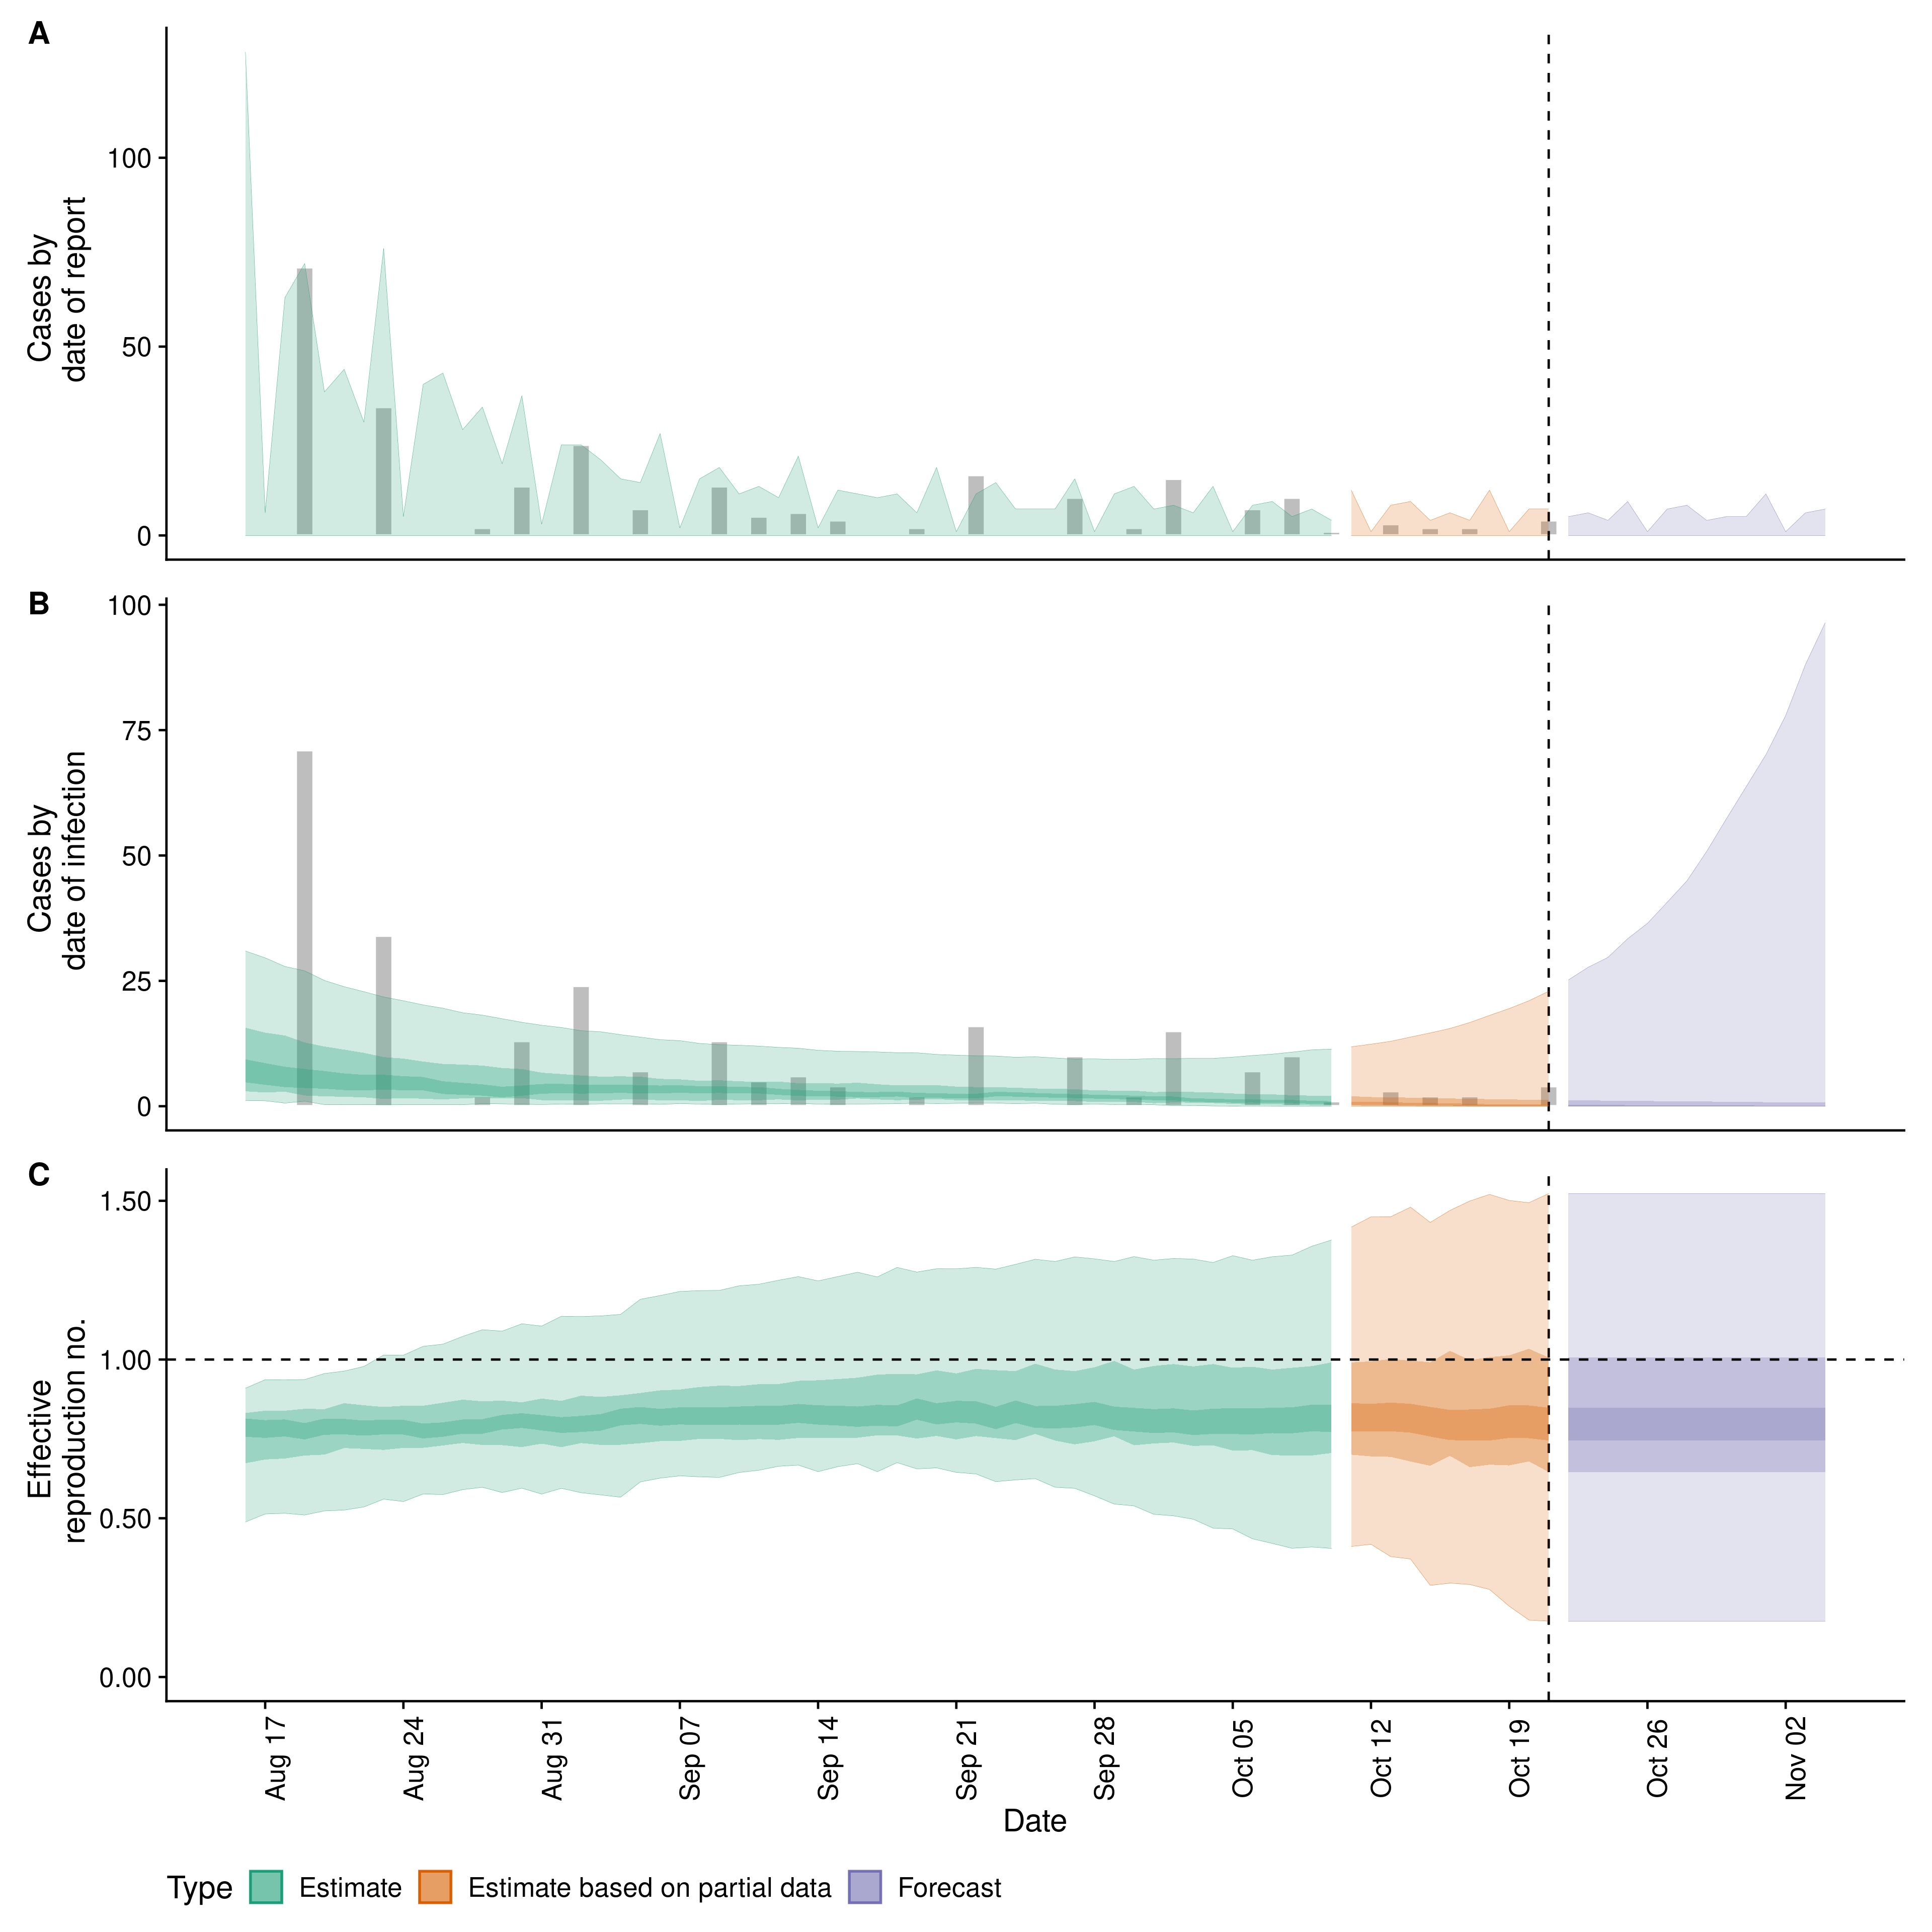 A
100
50
0
Cases by
date of report
B
100
75
50
25
0
Cases by
date of infection
C
1.50
1.00
0.50
0.00
Effective
reproduction no.
Aug 17
Aug 24
Aug 31
Sep 07
Sep 14
Sep 21
Sep 28
Oct 05
Oct 12
Oct 19
Oct 26
Nov 02
Date
Type Estimate Estimate based on partial data Forecast